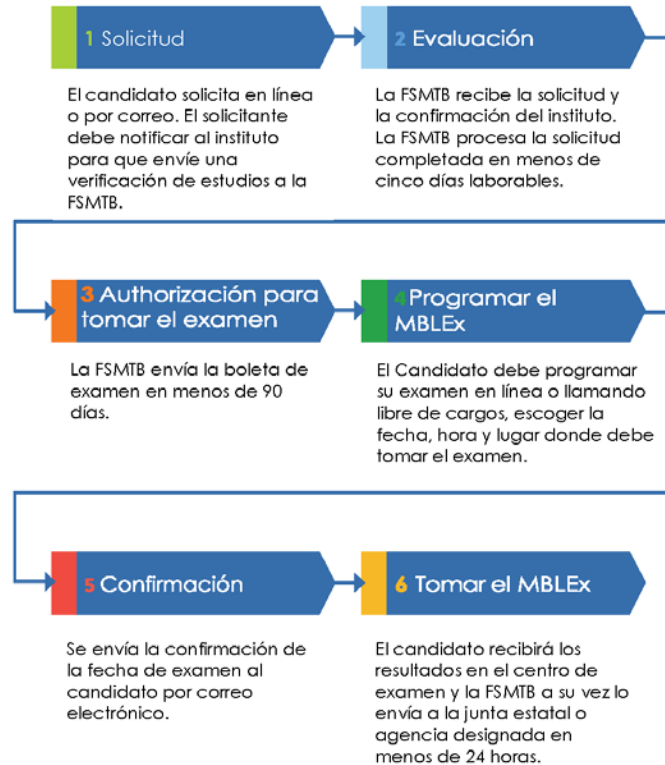 1 Solicitud
El candidato solicita en línea
o por correo. El solicitante
debe notificar al instituto
para que envíe una
verificación de estudios a la
FSMTB.
2 Evaluación
La FSMTB recibe la solicitud y
la confirmación del instituto.
La FSMTB procesa la solicitud
completada en menos de
cinco días laborables.
3 Authorización para
tomar el examen
La FSMTB envía la boleta de
examen en menos de 90
días.
4 Programar el
MBLEx
El Candidato debe programar
su examen en línea o llamando
libre de cargos, escoger la
fecha, hora y lugar donde debe
tomar el examen.
5 Confirmación
Se envía la confirmación de
la fecha de examen al
candidato por correo
electrónico.
6 Tomar el MBLEx
El candidato recibirá los
resultados en el centro de
examen y la FSMTB a su vez lo
envía a la junta estatal o
agencia designada en
menos de 24 horas.